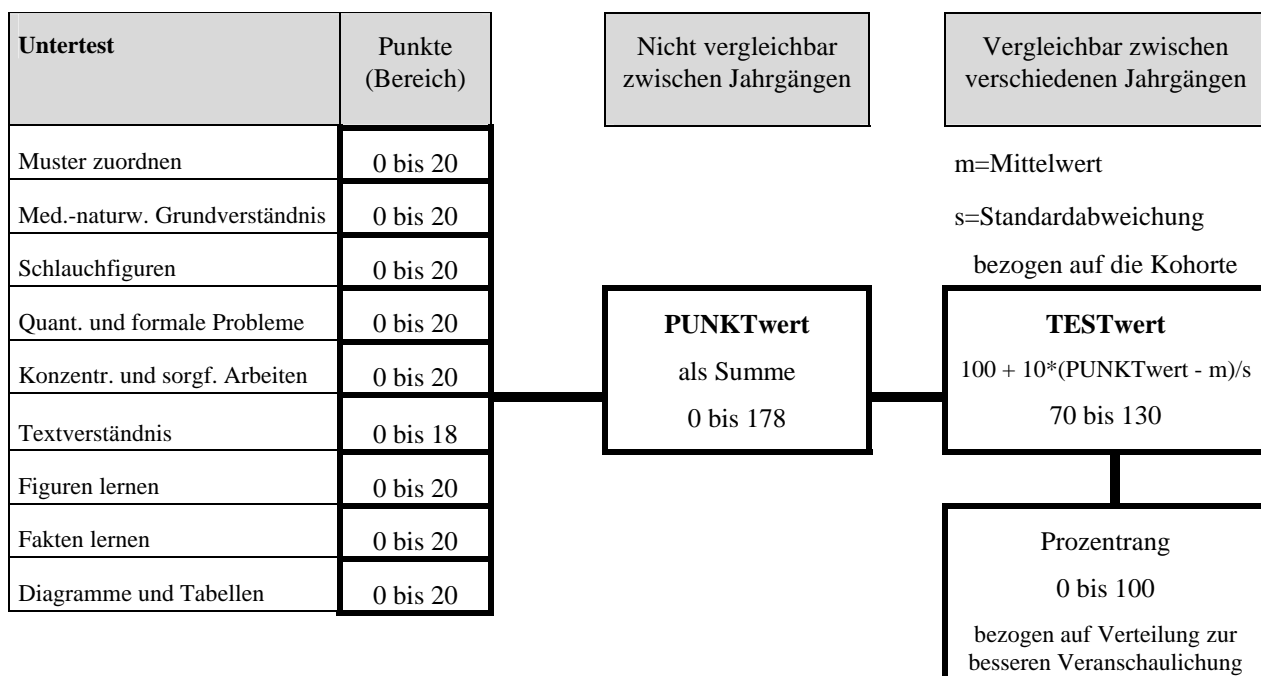 Untertest
Punkte
(Bereich)
Muster zuordnen
0 bis 20
Med.-naturw. Grundverständnis
0 bis 20
Schlauchfiguren
0 bis 20
Quant. und formale Probleme
0 bis 20
Konzentr. und sorgf. Arbeiten
0 bis 20
Textverständnis
0 bis 18
Figuren lernen
0 bis 20
Fakten lernen
0 bis 20
Diagramme und Tabellen
0 bis 20
Nicht vergleichbar
zwischen Jahrgängen
PUNKTwert
als Summe
0 bis 178
Vergleichbar zwischen
verschiedenen Jahrgängen
m=Mittelwert
s=Standardabweichung
bezogen auf die Kohorte
TESTwert
100 + 10*(PUNKTwert - m)/s
70 bis 130
Prozentrang
0 bis 100
bezogen auf Verteilung zur
besseren Veranschaulichung